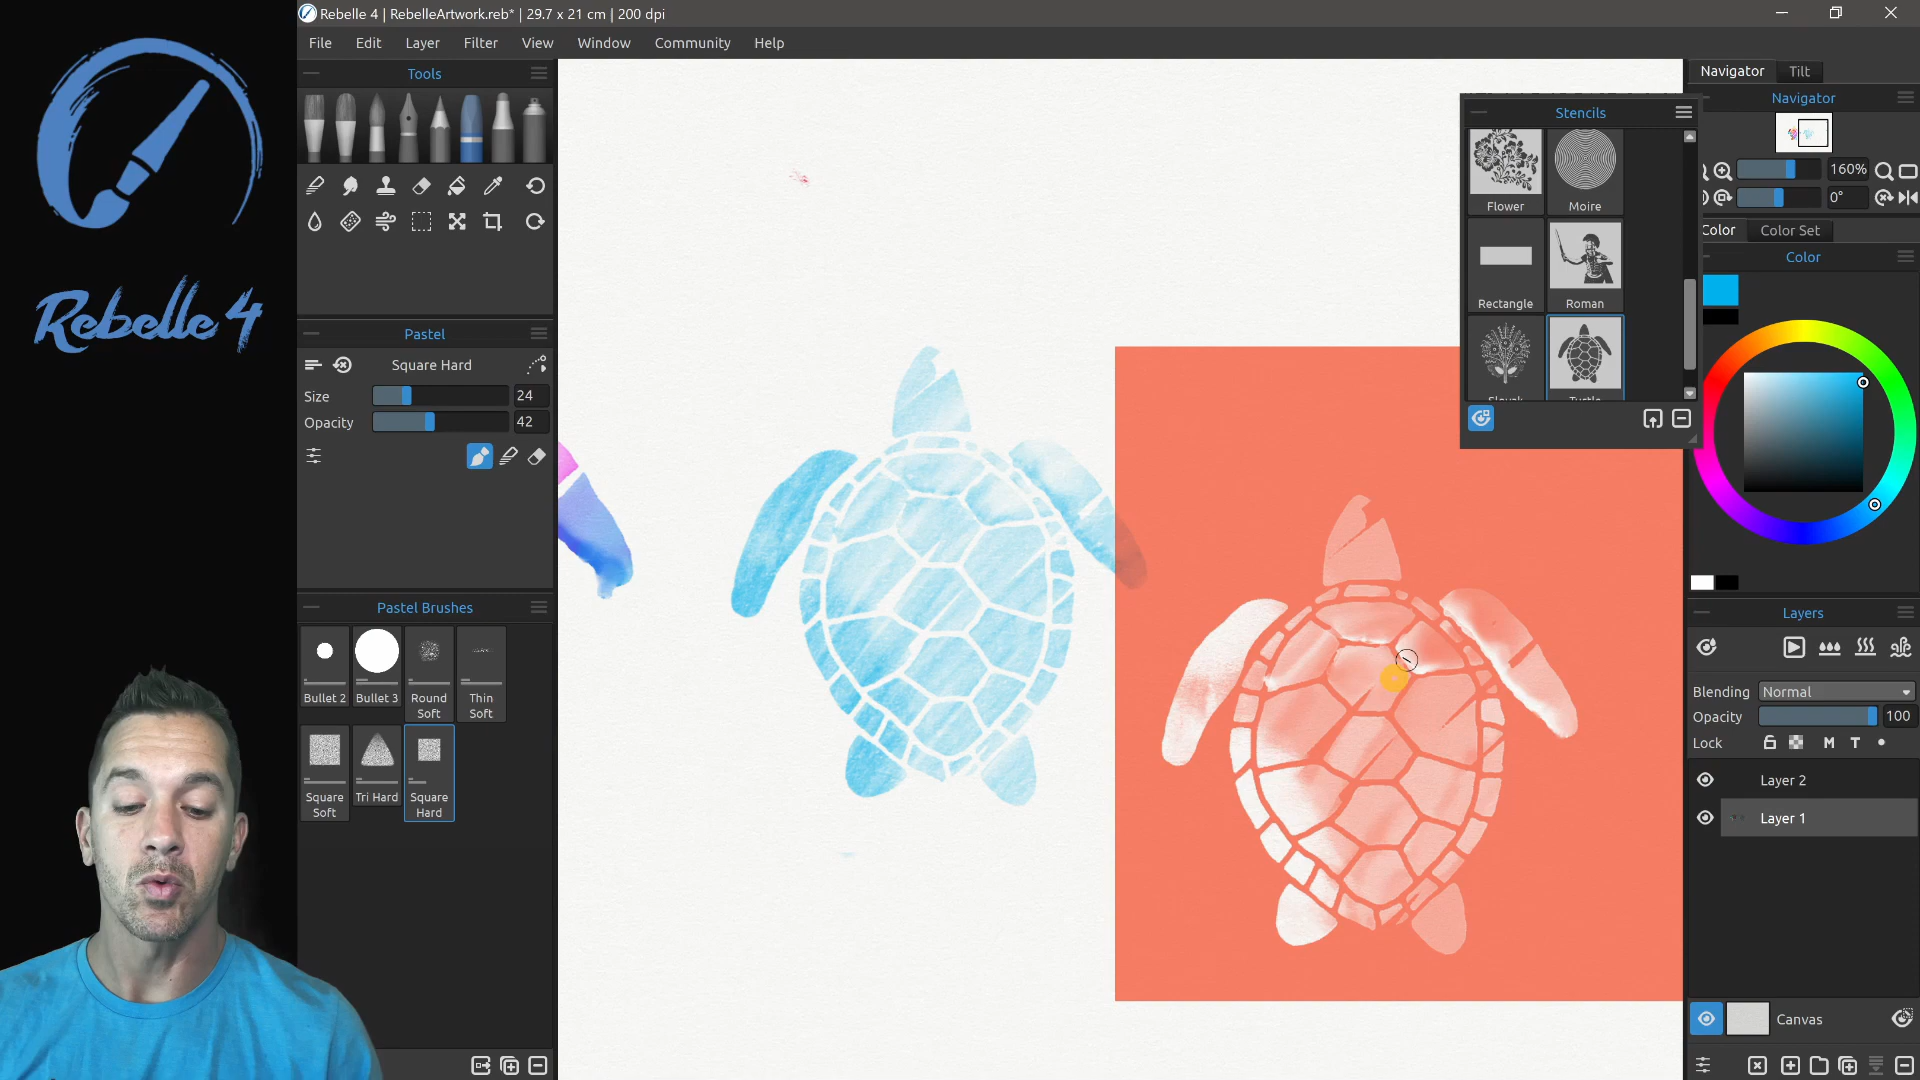 Rebelle 4 | RebelleArtwork.reb* | 29.7 x 21 cm | 200 dpi
File Edit Layer Filter View Window Community Help
Rebelle 4
Tools
Pastel
Square Hard
Size 24
Opacity 42
Pastel Brushes
Bullet 2 Bullet 3 Round Soft Thin Soft
Square Soft Tri Hard Square Hard
Stencils
Flower Moire
Rectangle Roman
Navigator Tilt
Navigator
160%
0°
Color Color Set
Color
Layers
Blending Normal
Opacity 100
Lock M T
Layer 2
Layer 1
Canvas